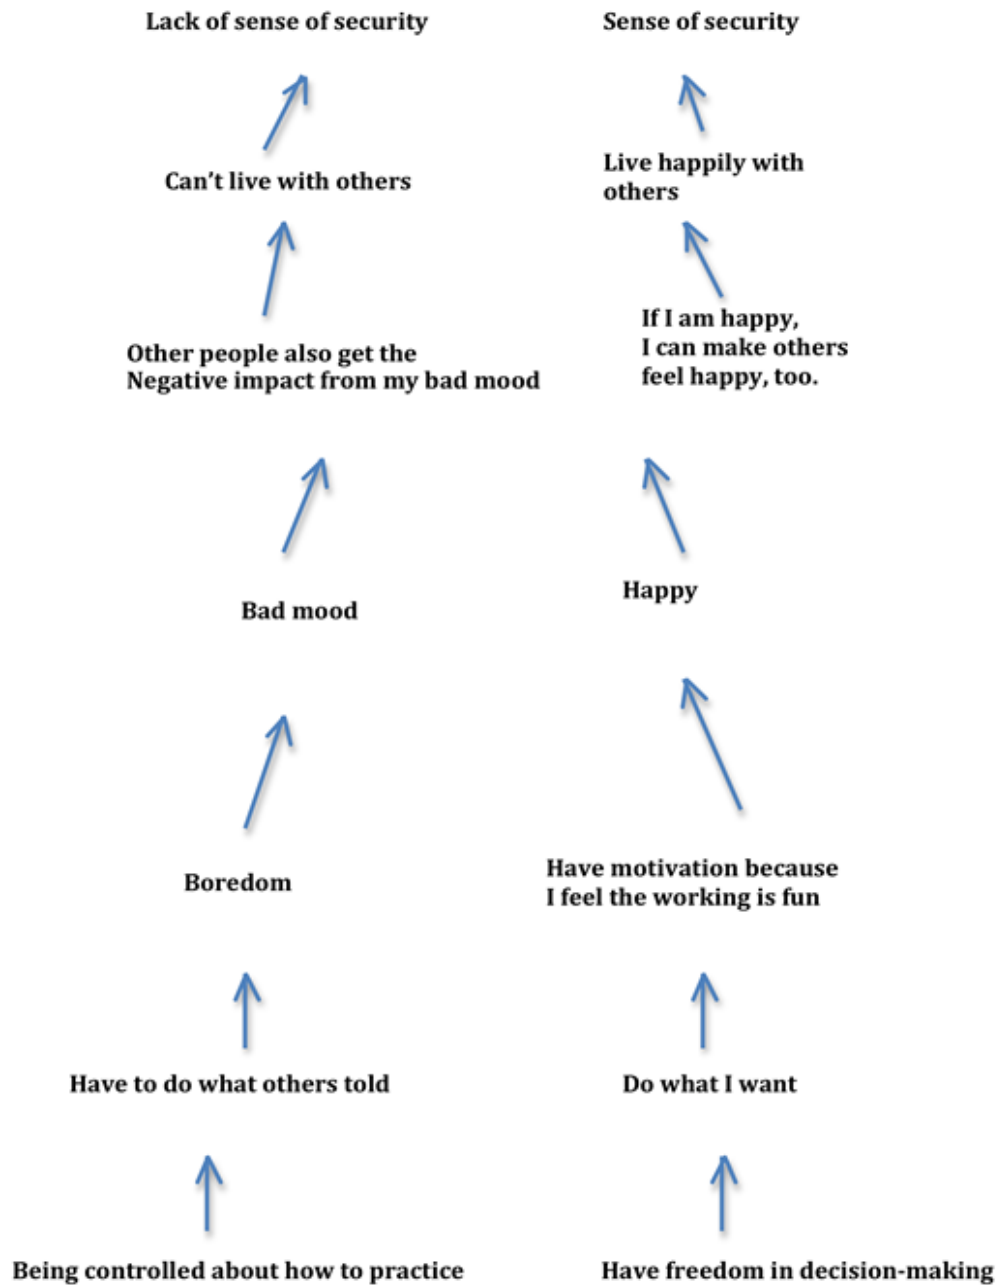 Lack of sense of security
Sense of security
Can't live with others
Live happily with
others
Other people also get the
Negative impact from my bad mood
If I am happy,
I can make others
feel happy, too.
Bad mood
Happy
Boredom
Have motivation because
I feel the working is fun
Have to do what others told
Do what I want
Being controlled about how to practice
Have freedom in decision-making